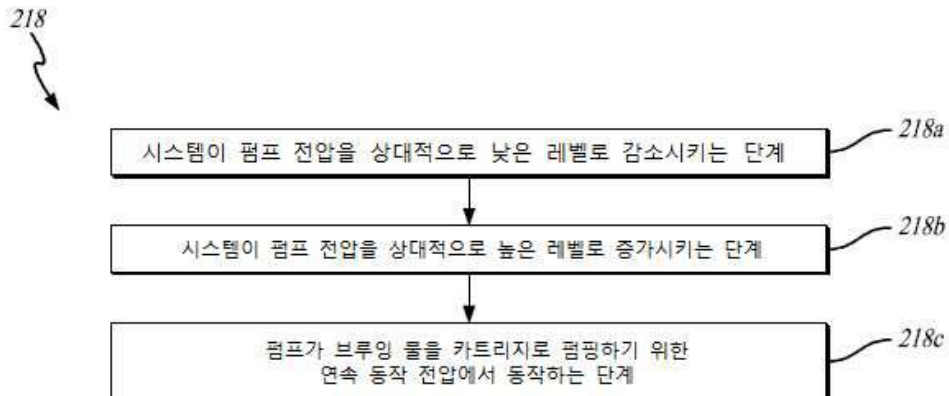 218
218a
시스템이 펌프 전압을 상대적으로 낮은 레벨로 감소시키는 단계
218b
시스템이 펌프 전압을 상대적으로 높은 레벨로 증가시키는 단계
218c
펌프가 브루잉 물을 카트리지로 펌핑하기 위한
연속 동작 전압에서 동작하는 단계